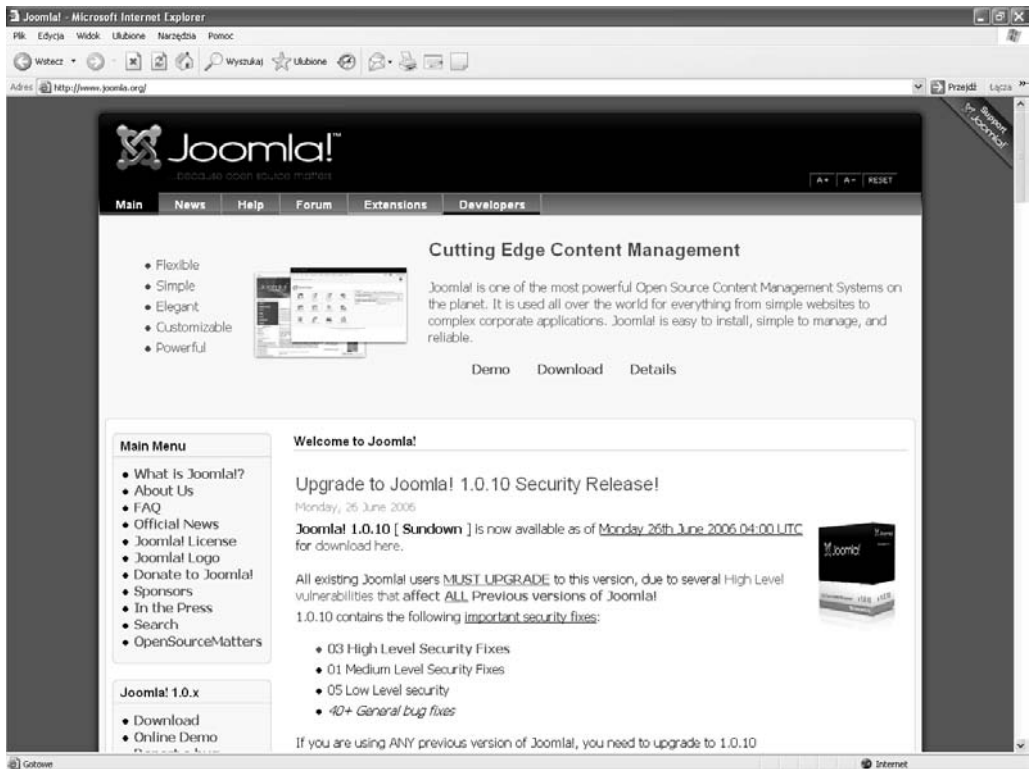 Joomla! - Microsoft Internet Explorer
Plik Edycja Widok Ulubione Narzędzia Pomoc
Wstecz Wyszukaj Ulubione
Adres http://www.joomla.org/ Przejdź Łącza »
Support Joomla!
Joomla!™
...because open source matters
A+ A- RESET
Main News Help Forum Extensions Developers
Flexible
Simple
Elegant
Customizable
Powerful
Cutting Edge Content Management
Joomla! is one of the most powerful Open Source Content Management Systems on
the planet. It is used all over the world for everything from simple websites to
complex corporate applications. Joomla! is easy to install, simple to manage, and
reliable.
Demo Download Details
Main Menu
What is Joomla!?
About Us
FAQ
Official News
Joomla! License
Joomla! Logo
Donate to Joomla!
Sponsors
In the Press
Search
OpenSourceMatters
Joomla! 1.0.x
Download
Online Demo
Report a bug
Welcome to Joomla!
Upgrade to Joomla! 1.0.10 Security Release!
Monday, 26 June 2006
Joomla! 1.0.10 [ Sundown ] is now available as of Monday 26th June 2006 04:00 UTC
for download here.
Joomla!
All existing Joomla! users MUST UPGRADE to this version, due to several High Level
vulnerabilities that affect ALL Previous versions of Joomla!
1.0.10 contains the following important security fixes:
03 High Level Security Fixes
01 Medium Level Security Fixes
05 Low Level security
40+ General bug fixes
If you are using ANY previous version of Joomla!, you need to upgrade to 1.0.10
Gotowe Internet